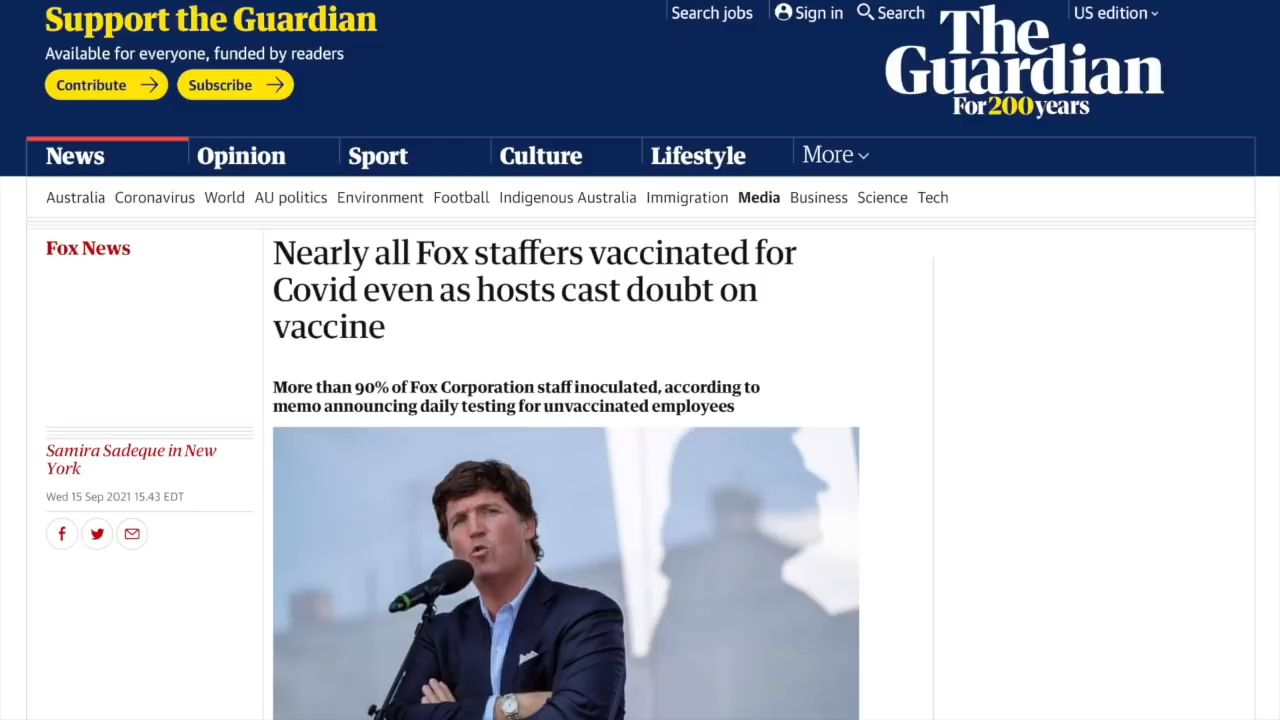 Support the Guardian
Available for everyone, funded by readers
Contribute
Subscribe
Search jobs
Sign in
Search
US edition
The
Guardian
For 200 years
News
Opinion
Sport
Culture
Lifestyle
More
Australia Coronavirus World AU politics Environment Football Indigenous Australia Immigration Media Business Science Tech
Fox News
Nearly all Fox staffers vaccinated for
Covid even as hosts cast doubt on
vaccine
More than 90% of Fox Corporation staff inoculated, according to
memo announcing daily testing for unvaccinated employees
Samira Sadeque in New
York
Wed 15 Sep 2021 15.43 EDT